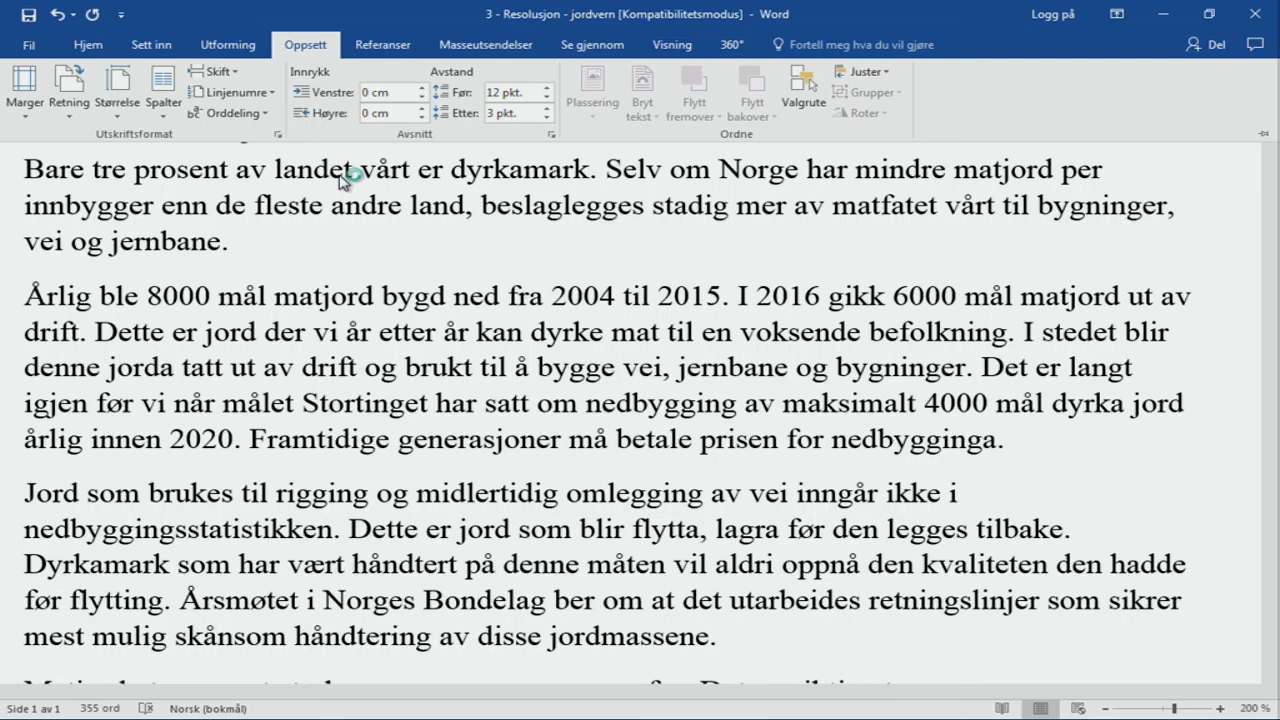 3 - Resolusjon - jordvern [Kompatibilitetsmodus] - Word
Logg på
Fil Hjem Sett inn Utforming Oppsett Referanser Masseutsendelser Se gjennom Visning 360° Fortell meg hva du vil gjøre Del
Marger
Retning
Størrelse
Spalter
Skift
Linjenumre
Orddeling
Utskriftsformat
Innrykk
Venstre: 0 cm
Høyre: 0 cm
Avstand
Før: 12 pkt.
Etter: 3 pkt.
Avsnitt
Plassering
Bryt tekst
Flytt fremover
Flytt bakover
Valgrute
Juster
Grupper
Roter
Ordne
Bare tre prosent av landet vårt er dyrkamark. Selv om Norge har mindre matjord per
innbygger enn de fleste andre land, beslaglegges stadig mer av matfatet vårt til bygninger,
vei og jernbane.
Årlig ble 8000 mål matjord bygd ned fra 2004 til 2015. I 2016 gikk 6000 mål matjord ut av
drift. Dette er jord der vi år etter år kan dyrke mat til en voksende befolkning. I stedet blir
denne jorda tatt ut av drift og brukt til å bygge vei, jernbane og bygninger. Det er langt
igjen før vi når målet Stortinget har satt om nedbygging av maksimalt 4000 mål dyrka jord
årlig innen 2020. Framtidige generasjoner må betale prisen for nedbygginga.
Jord som brukes til rigging og midlertidig omlegging av vei inngår ikke i
nedbyggingsstatistikken. Dette er jord som blir flytta, lagra før den legges tilbake.
Dyrkamark som har vært håndtert på denne måten vil aldri oppnå den kvaliteten den hadde
før flytting. Årsmøtet i Norges Bondelag ber om at det utarbeides retningslinjer som sikrer
mest mulig skånsom håndtering av disse jordmassene.
Side 1 av 1 355 ord Norsk (bokmål) 200 %